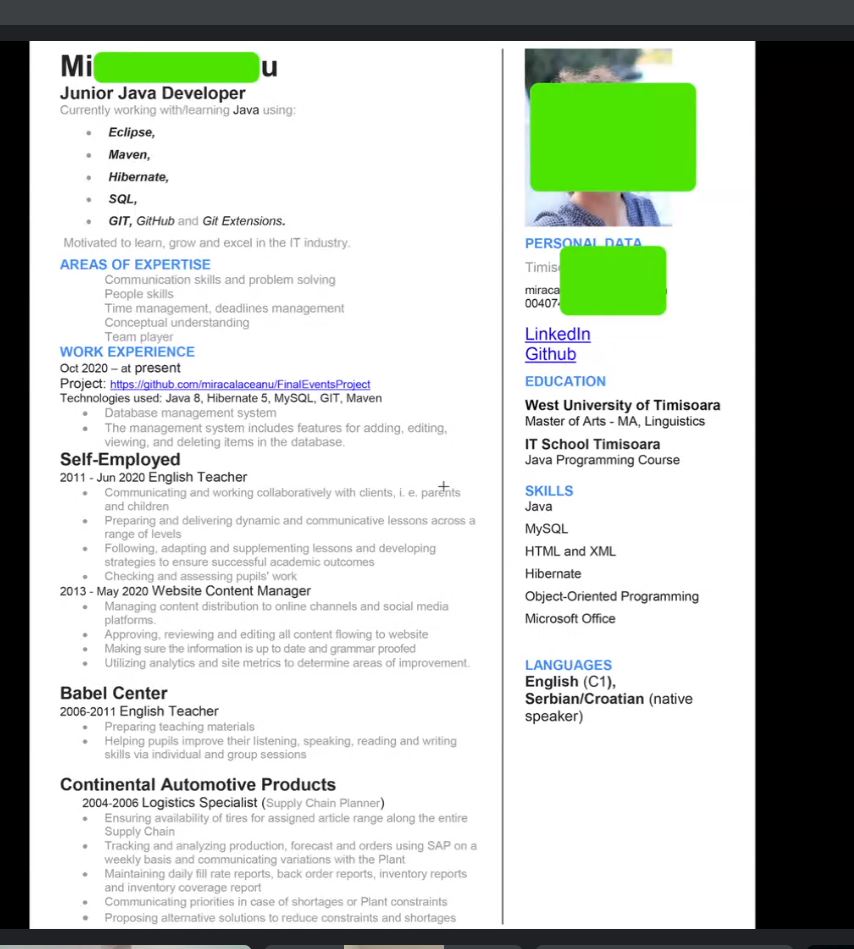 Mi u
Junior Java Developer
Currently working with/learning Java using:
• Eclipse,
• Maven,
• Hibernate,
• SQL,
• GIT, GitHub and Git Extensions.
Motivated to learn, grow and excel in the IT industry.
AREAS OF EXPERTISE
Communication skills and problem solving
People skills
Time management, deadlines management
Conceptual understanding
Team player
WORK EXPERIENCE
Oct 2020 – at present
Project: https://github.com/miracalaceanu/FinalEventsProject
Technologies used: Java 8, Hibernate 5, MySQL, GIT, Maven
• Database management system
• The management system includes features for adding, editing,
viewing, and deleting items in the database.
Self-Employed
2011 - Jun 2020 English Teacher
• Communicating and working collaboratively with clients, i. e. parents
and children
• Preparing and delivering dynamic and communicative lessons across a
range of levels
• Following, adapting and supplementing lessons and developing
strategies to ensure successful academic outcomes
• Checking and assessing pupils' work
2013 - May 2020 Website Content Manager
• Managing content distribution to online channels and social media
platforms.
• Approving, reviewing and editing all content flowing to website
• Making sure the information is up to date and grammar proofed
• Utilizing analytics and site metrics to determine areas of improvement.
Babel Center
2006-2011 English Teacher
• Preparing teaching materials
• Helping pupils improve their listening, speaking, reading and writing
skills via individual and group sessions
Continental Automotive Products
2004-2006 Logistics Specialist (Supply Chain Planner)
• Ensuring availability of tires for assigned article range along the entire
Supply Chain
• Tracking and analyzing production, forecast and orders using SAP on a
weekly basis and communicating variations with the Plant
• Maintaining daily fill rate reports, back order reports, inventory reports
and inventory coverage report
• Communicating priorities in case of shortages or Plant constraints
• Proposing alternative solutions to reduce constraints and shortages
PERSONAL DATA
Timis
miraca
00407
LinkedIn
Github
EDUCATION
West University of Timisoara
Master of Arts - MA, Linguistics
IT School Timisoara
Java Programming Course
SKILLS
Java
MySQL
HTML and XML
Hibernate
Object-Oriented Programming
Microsoft Office
LANGUAGES
English (C1),
Serbian/Croatian (native
speaker)